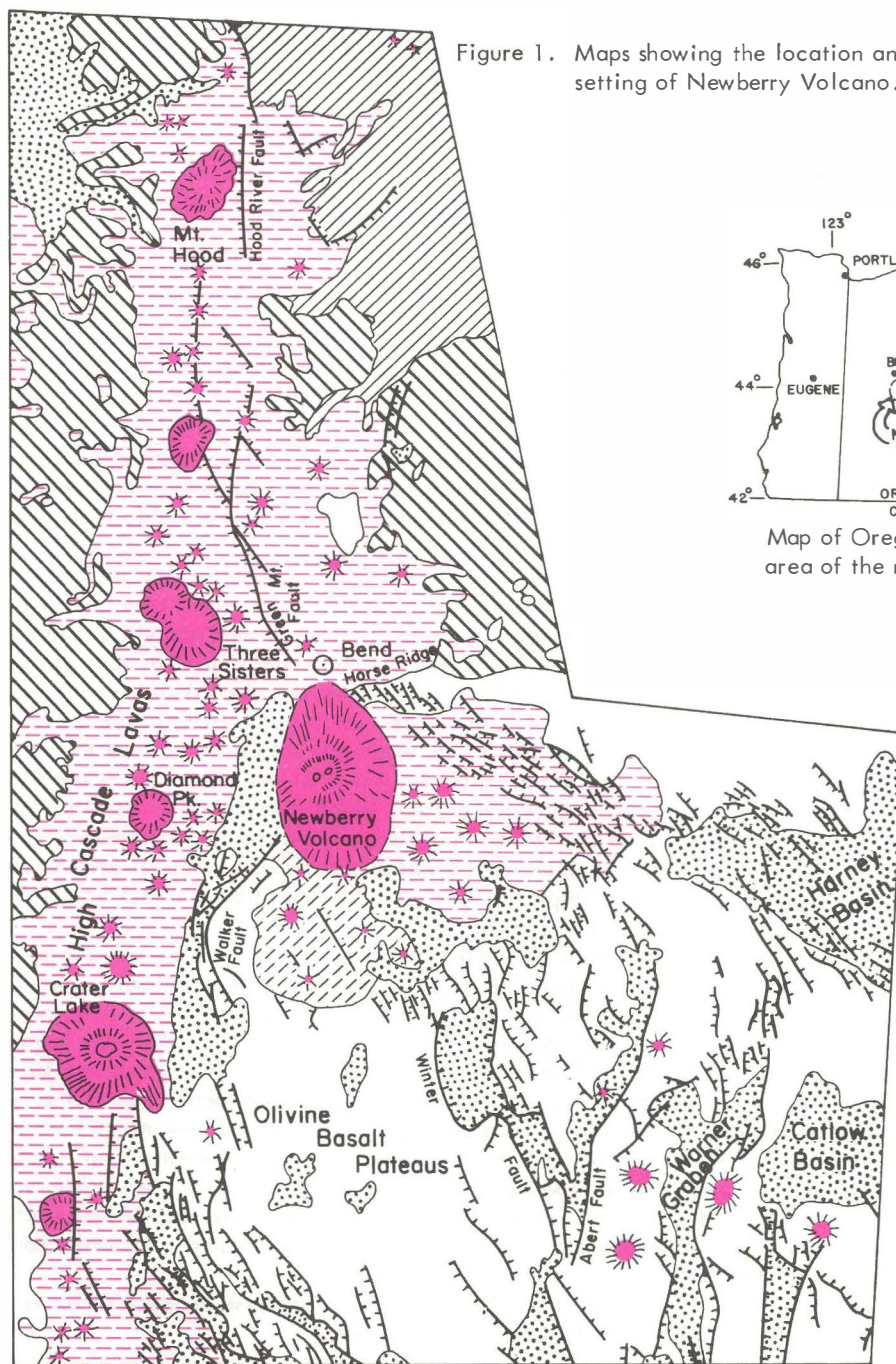 Figure 1. Maps showing the location an
setting of Newberry Volcano.
123°
46°
PORTL
44°
EUGENE
42°
Map of Oreg
area of the
Hood River Fault
Mt.
Hood
Green Mt.
Fault
Three
Sisters
Bend
Horse Ridge
High Cascade Lavas
Diamond
Pk.
Newberry
Volcano
Walker
Fault
Harney
Basin
Crater
Lake
Winter
Fault
Olivine
Basalt
Plateaus
Abert Fault
Warner
Graben
Catlow
Basin